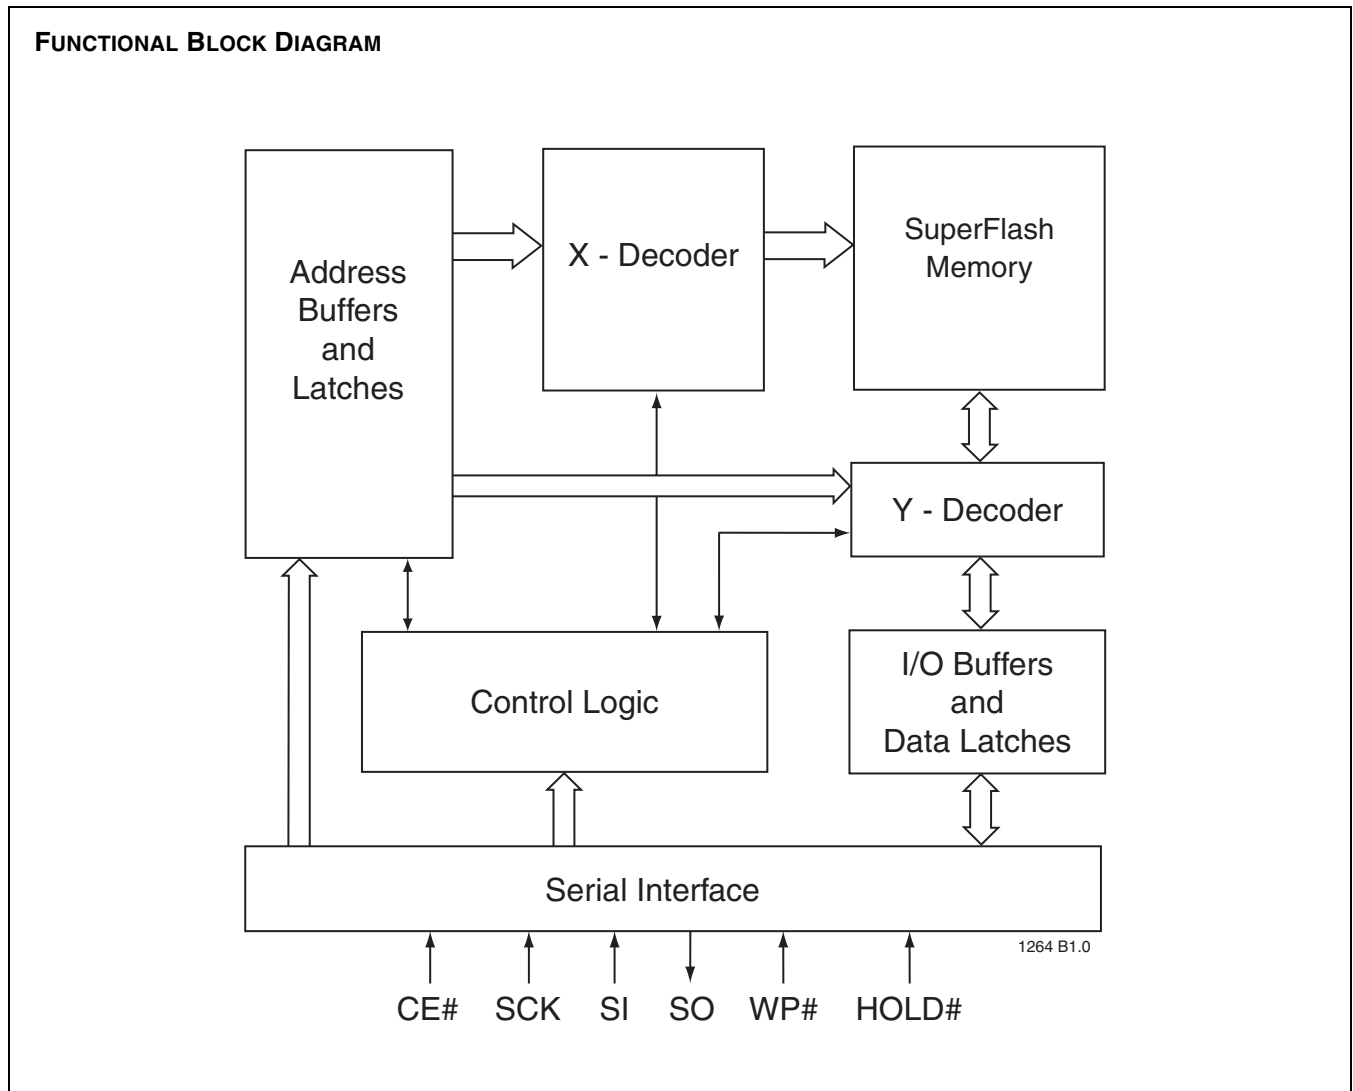 FUNCTIONAL BLOCK DIAGRAM
Address
Buffers
and
Latches
X - Decoder
SuperFlash
Memory
Y - Decoder
Control Logic
I/O Buffers
and
Data Latches
Serial Interface
1264 B1.0
CE# SCK SI SO WP# HOLD#